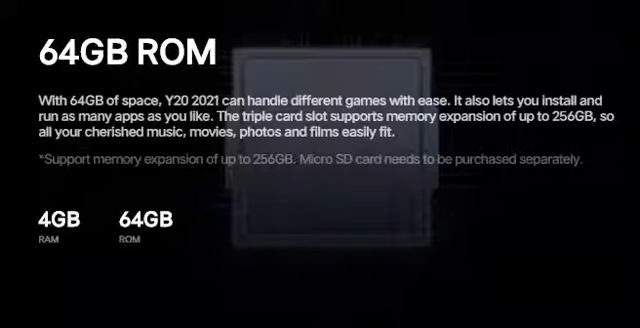 64GB ROM
With 64GB of space, Y20 2021 can handle different games with ease. It also lets you install and
run as many apps as you like. The triple card slot supports memory expansion of up to 256GB, so
all your cherished music, movies, photos and films easily fit.
*Support memory expansion of up to 256GB. Micro SD card needs to be purchased separately.
4GB 64GB
RAM ROM